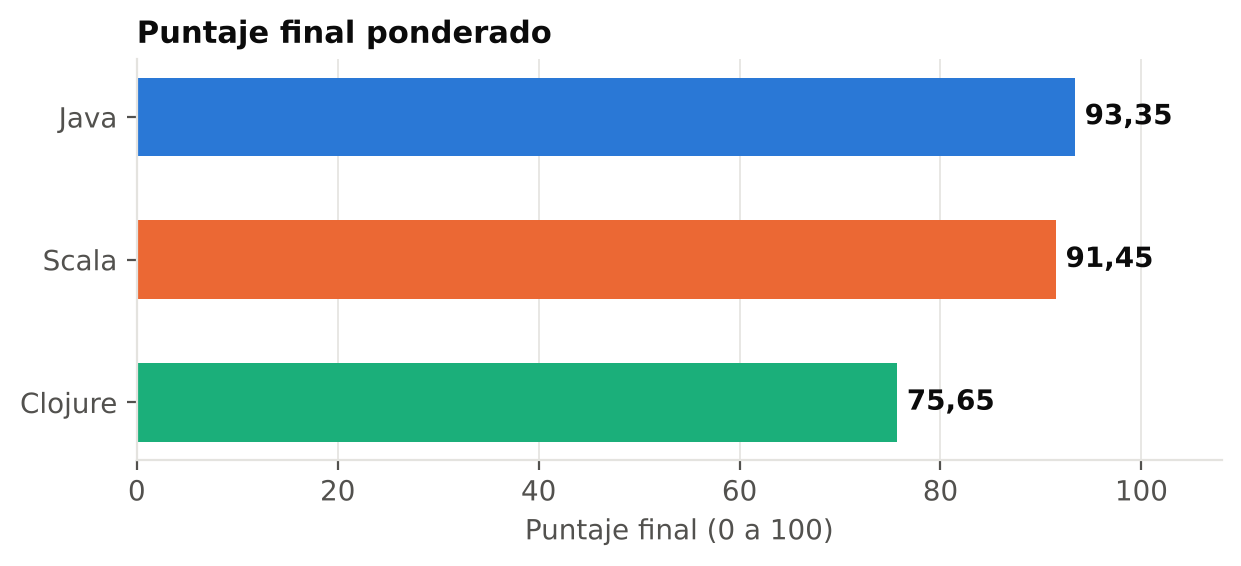 Puntaje final ponderado
Java
93,35
Scala
91,45
Clojure
75,65
0 20 40 60 80 100
Puntaje final (0 a 100)